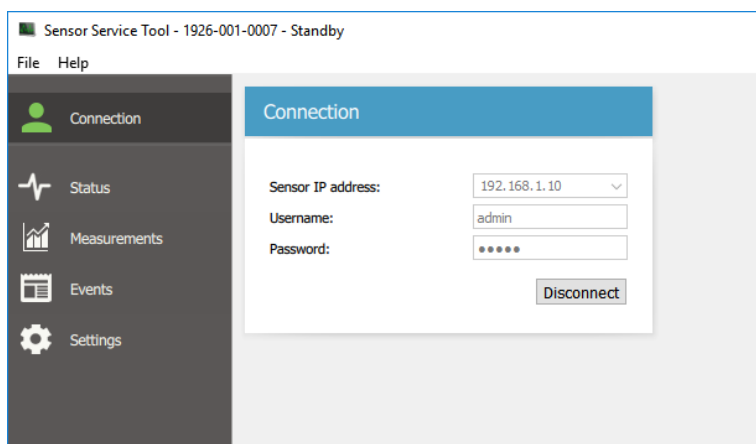 Sensor Service Tool - 1926-001-0007 - Standby
File Help
Connection
Status
Measurements
Events
Settings
Connection
Sensor IP address: 192.168.1.10
Username: admin
Password: •••••
Disconnect